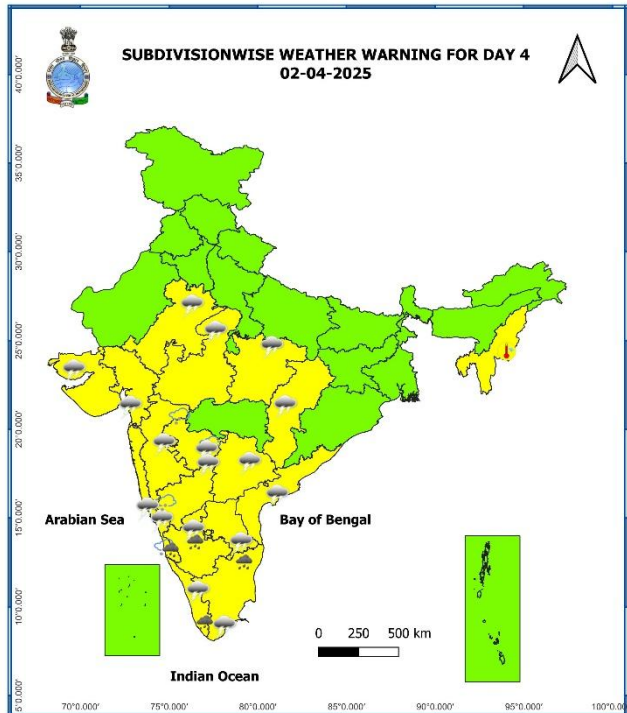 SUBDIVISIONWISE WEATHER WARNING FOR DAY 4
02-04-2025
40°0.000'
35°0.000'
30°0.000'
25°0.000'
20°0.000'
15°0.000'
10°0.000'
5°0.000'
Arabian Sea
Bay of Bengal
0 250 500 km
Indian Ocean
70°0.000' 75°0.000' 80°0.000' 85°0.000' 90°0.000' 95°0.000' 100°0.0